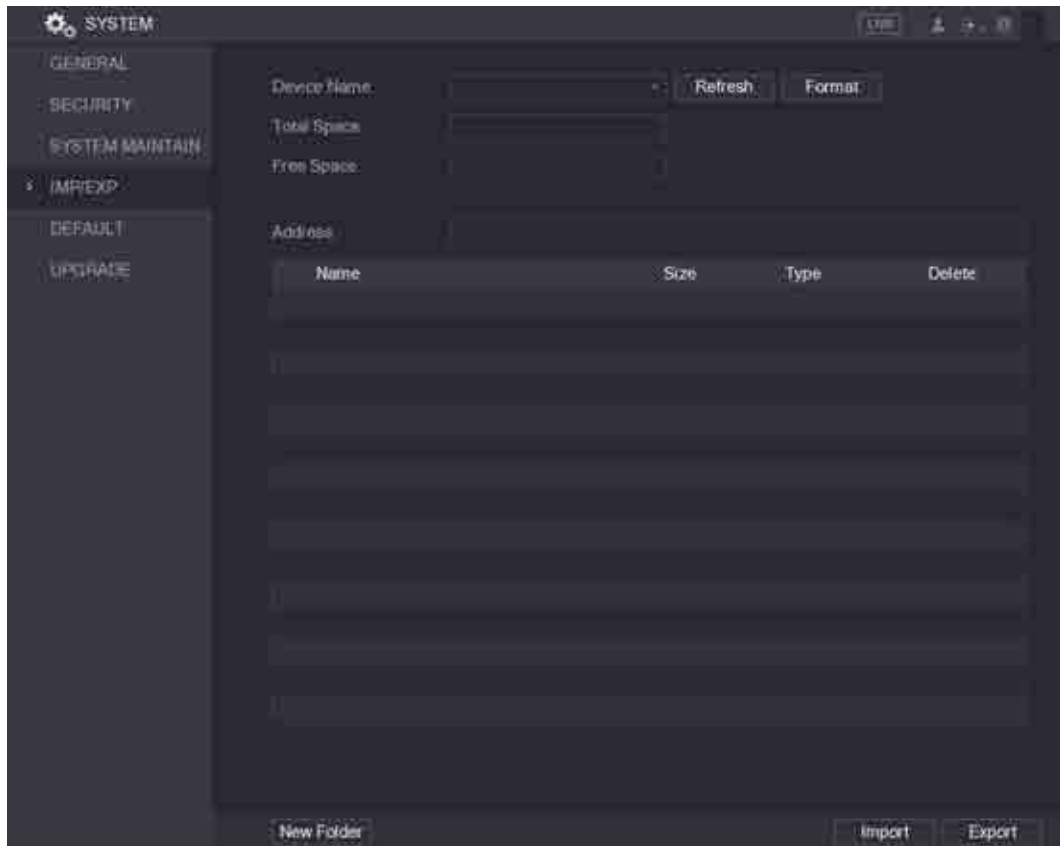 SYSTEM LIVE
GENERAL
SECURITY
SYSTEM MAINTAIN
IMP/EXP
DEFAULT
UPGRADE
Device Name Refresh Format
Total Space
Free Space
Address
Name Size Type Delete
New Folder Import Export